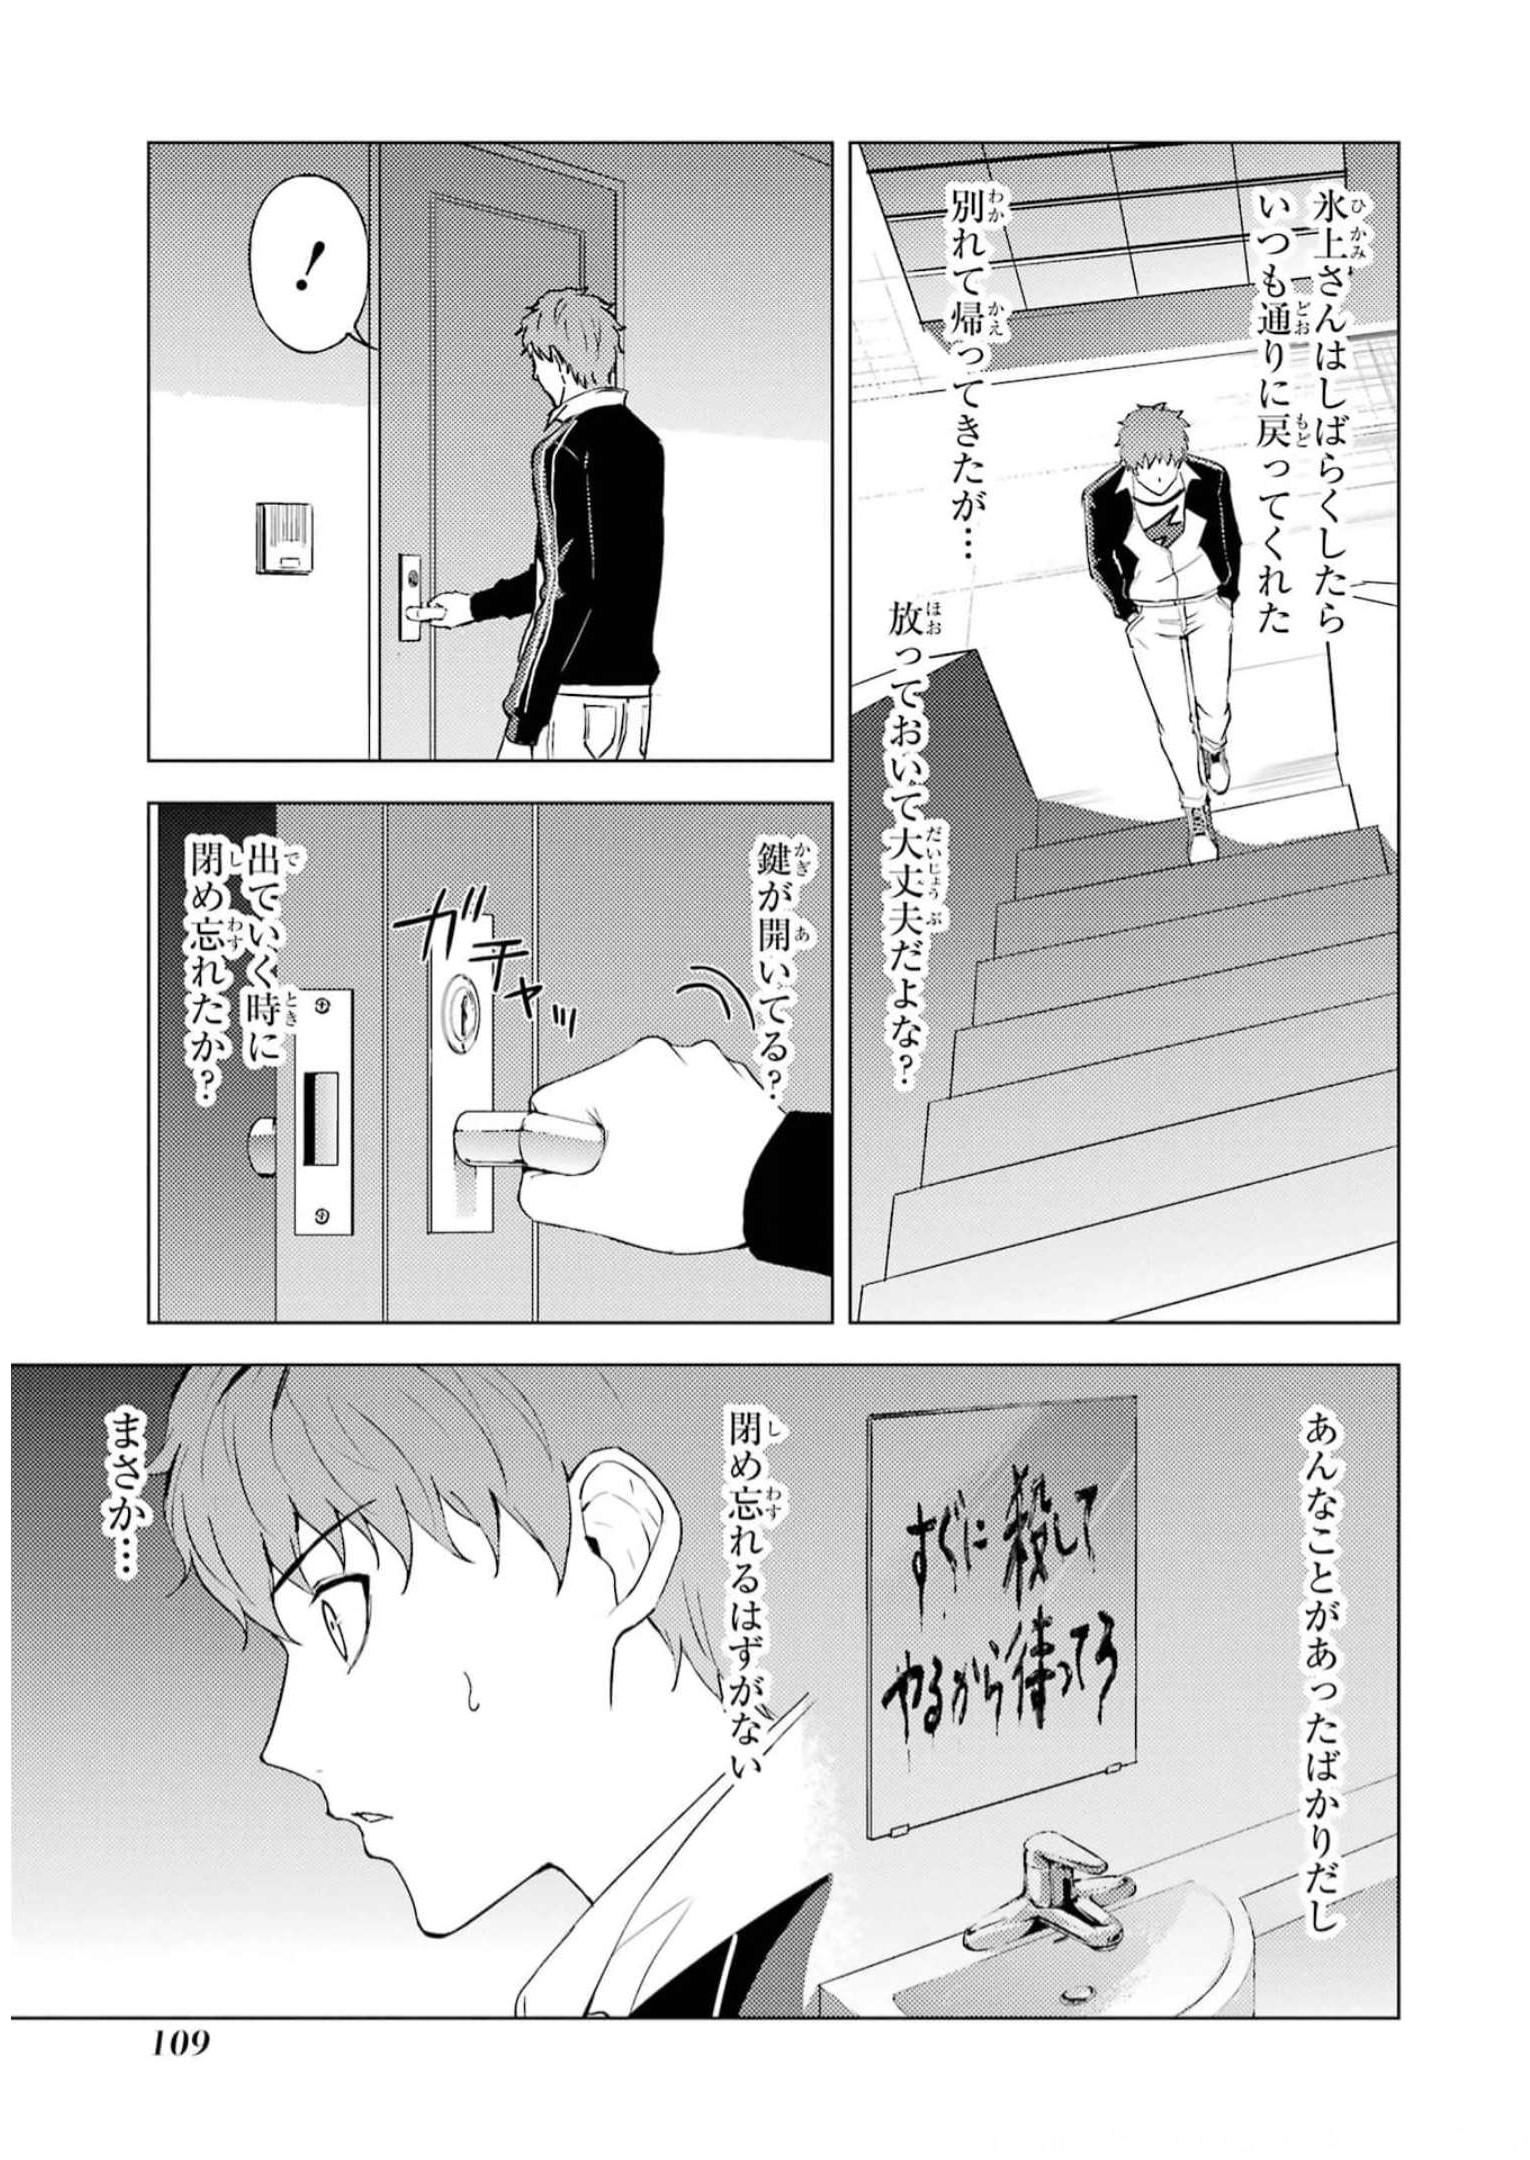 氷上さんはしばらくしたら
いつも通りに戻ってくれた
別れて帰ってきたが…
放っておいて大丈夫だよな?
!
鍵が開いてる?
ガチャッ
出ていく時に
閉め忘れたか?
あんなことがあったばかりだし
すぐに殺して
やるから待ってろ
閉め忘れるはずがない
まさか…
109